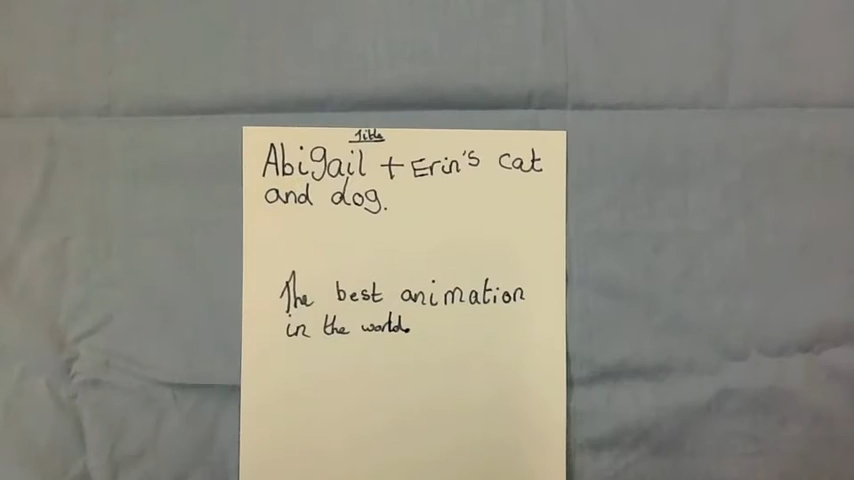 Title
Abigail + Erin's cat
and dog.
The best animation
in the world.